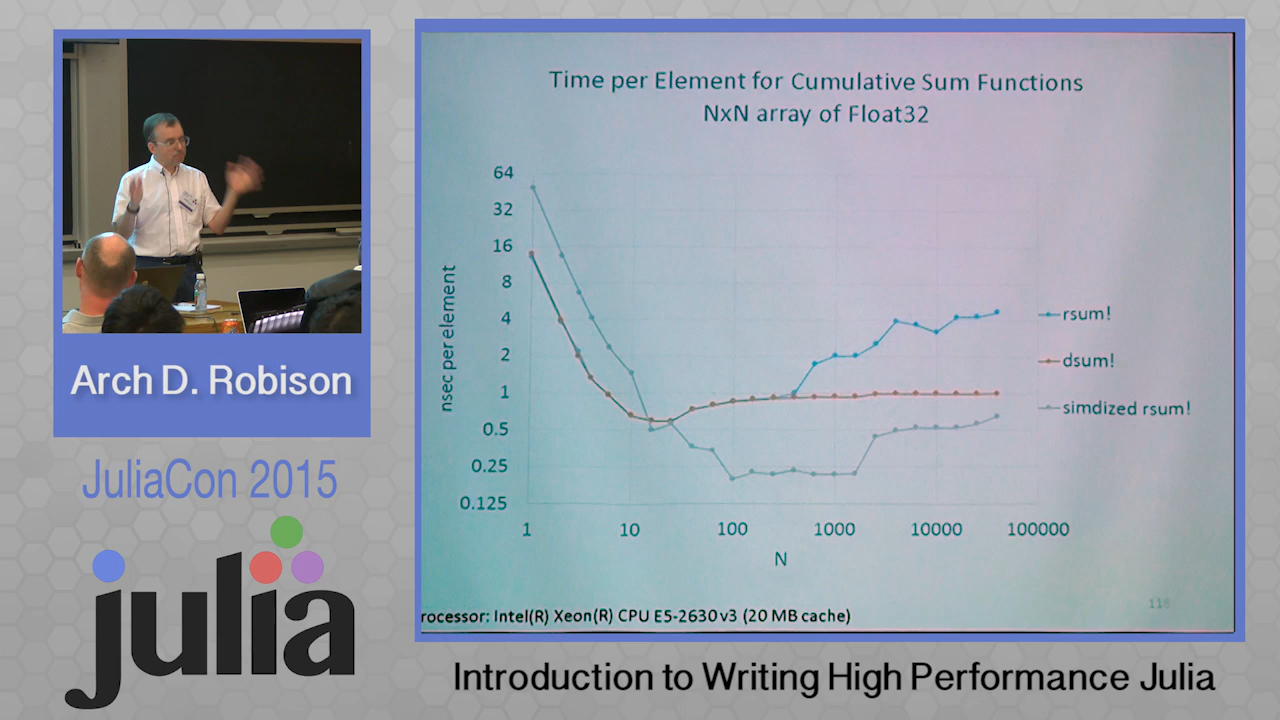 Arch D. Robison
JuliaCon 2015
julia
Time per Element for Cumulative Sum Functions
NxN array of Float32
nsec per element
64
32
16
8
4
2
1
0.5
0.25
0.125
1 10 100 1000 10000 100000
N
rsum!
dsum!
simdized rsum!
rocessor: Intel(R) Xeon(R) CPU E5-2630 v3 (20 MB cache)
118
Introduction to Writing High Performance Julia